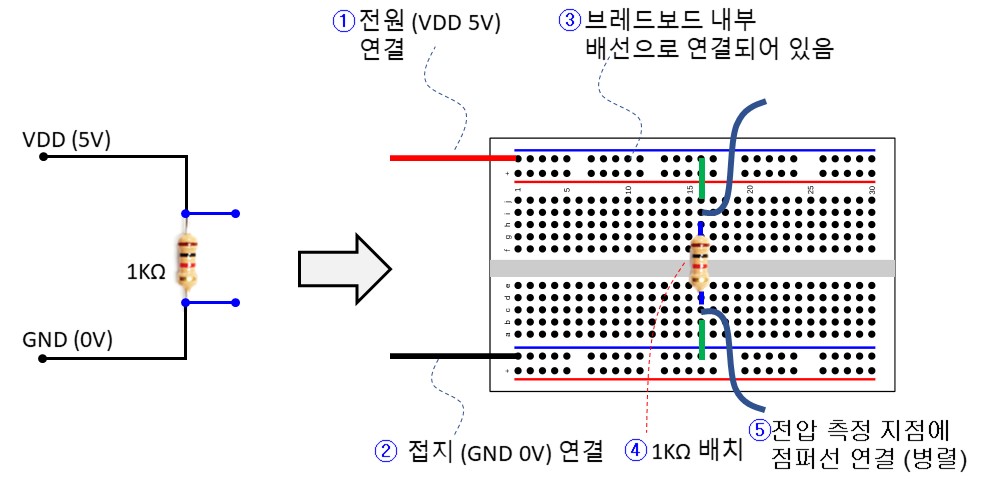 ① 전원 (VDD 5V)
연결
③ 브레드보드 내부
배선으로 연결되어 있음
VDD (5V)
1KΩ
GND (0V)
+
1 5 10 15 20 25 30
j
i
h
g
f
e
d
c
b
a
+
② 접지 (GND 0V) 연결
④ 1KΩ 배치
⑤ 전압 측정 지점에
점퍼선 연결 (병렬)